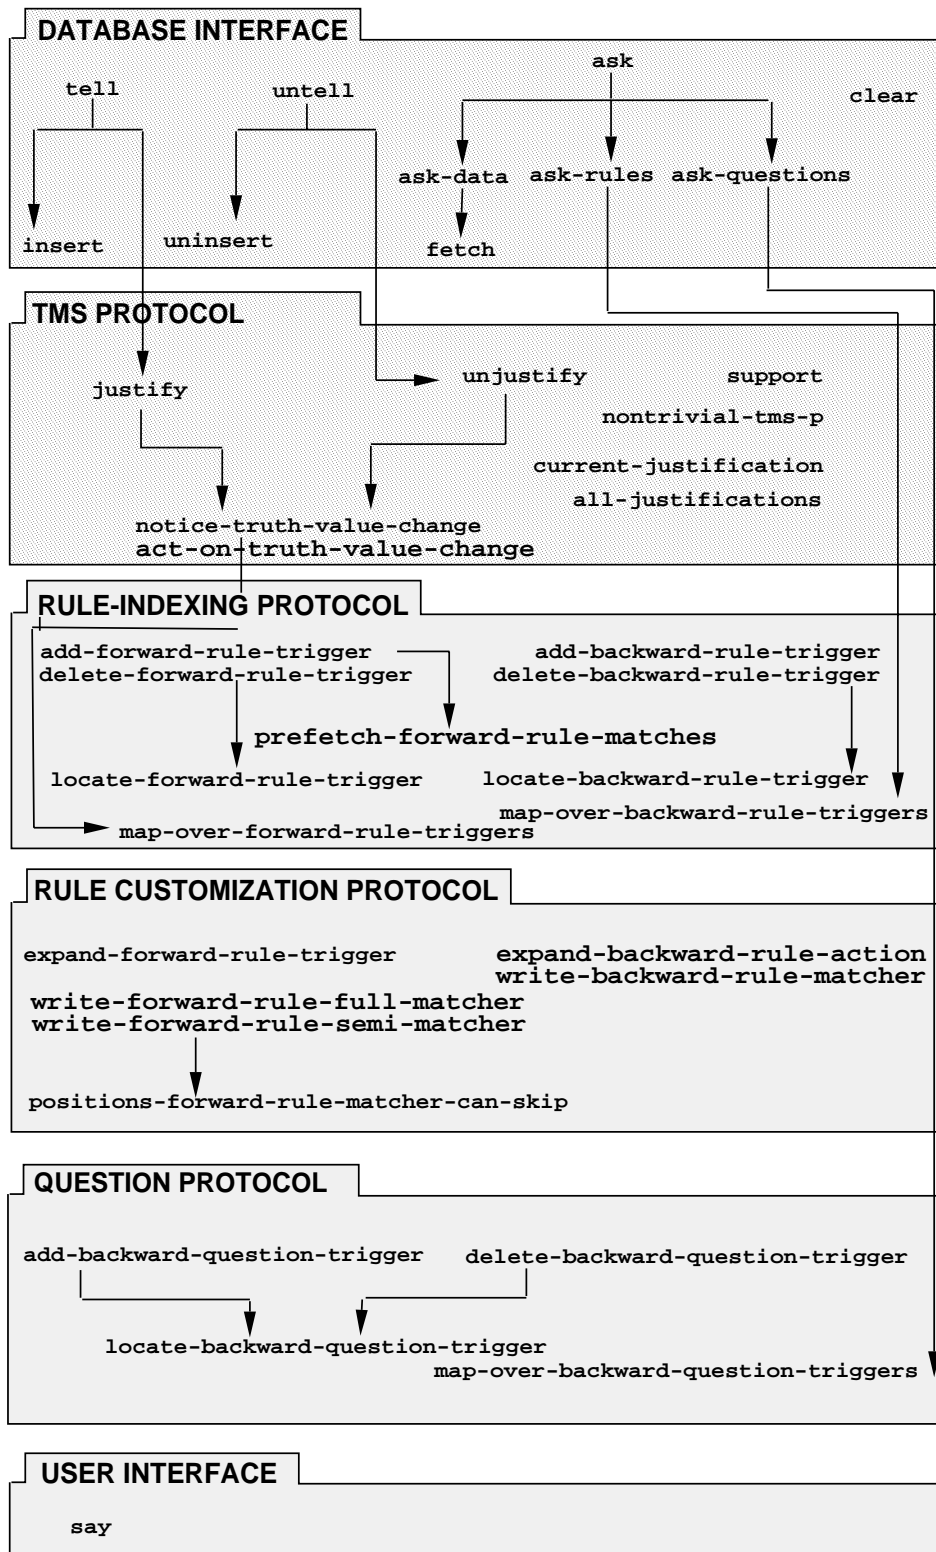 DATABASE INTERFACE
ask
tell
untell
clear
ask-data
ask-rules
ask-questions
insert
uninsert
fetch
TMS PROTOCOL
justify
unjustify
support
nontrivial-tms-p
current-justification
all-justifications
notice-truth-value-change
act-on-truth-value-change
RULE-INDEXING PROTOCOL
add-forward-rule-trigger
delete-forward-rule-trigger
add-backward-rule-trigger
delete-backward-rule-trigger
prefetch-forward-rule-matches
locate-forward-rule-trigger
locate-backward-rule-trigger
map-over-backward-rule-triggers
map-over-forward-rule-triggers
RULE CUSTOMIZATION PROTOCOL
expand-forward-rule-trigger
expand-backward-rule-action
write-backward-rule-matcher
write-forward-rule-full-matcher
write-forward-rule-semi-matcher
positions-forward-rule-matcher-can-skip
QUESTION PROTOCOL
add-backward-question-trigger
delete-backward-question-trigger
locate-backward-question-trigger
map-over-backward-question-triggers
USER INTERFACE
say